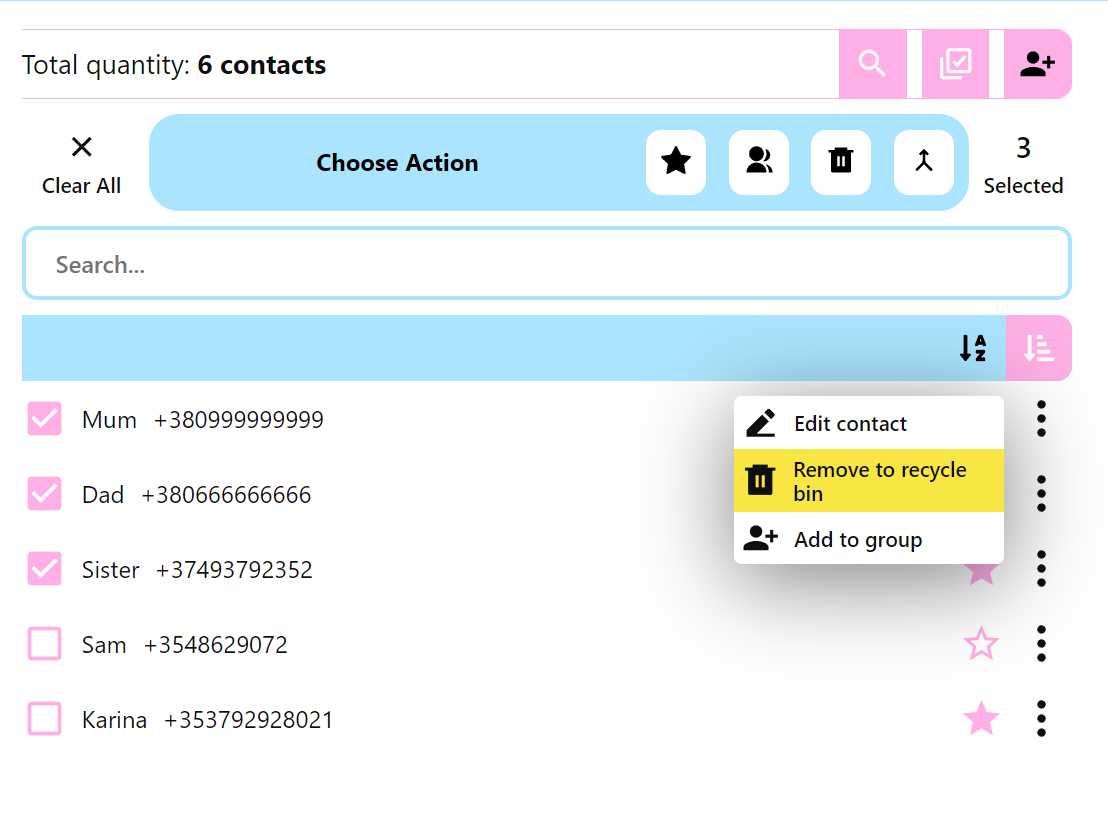 Total quantity: 6 contacts
Clear All
Choose Action
3
Selected
Search...
A
Z
Mum +380999999999
Edit contact
Remove to recycle
bin
Dad +380666666666
Add to group
Sister +37493792352
Sam +3548629072
Karina +353792928021